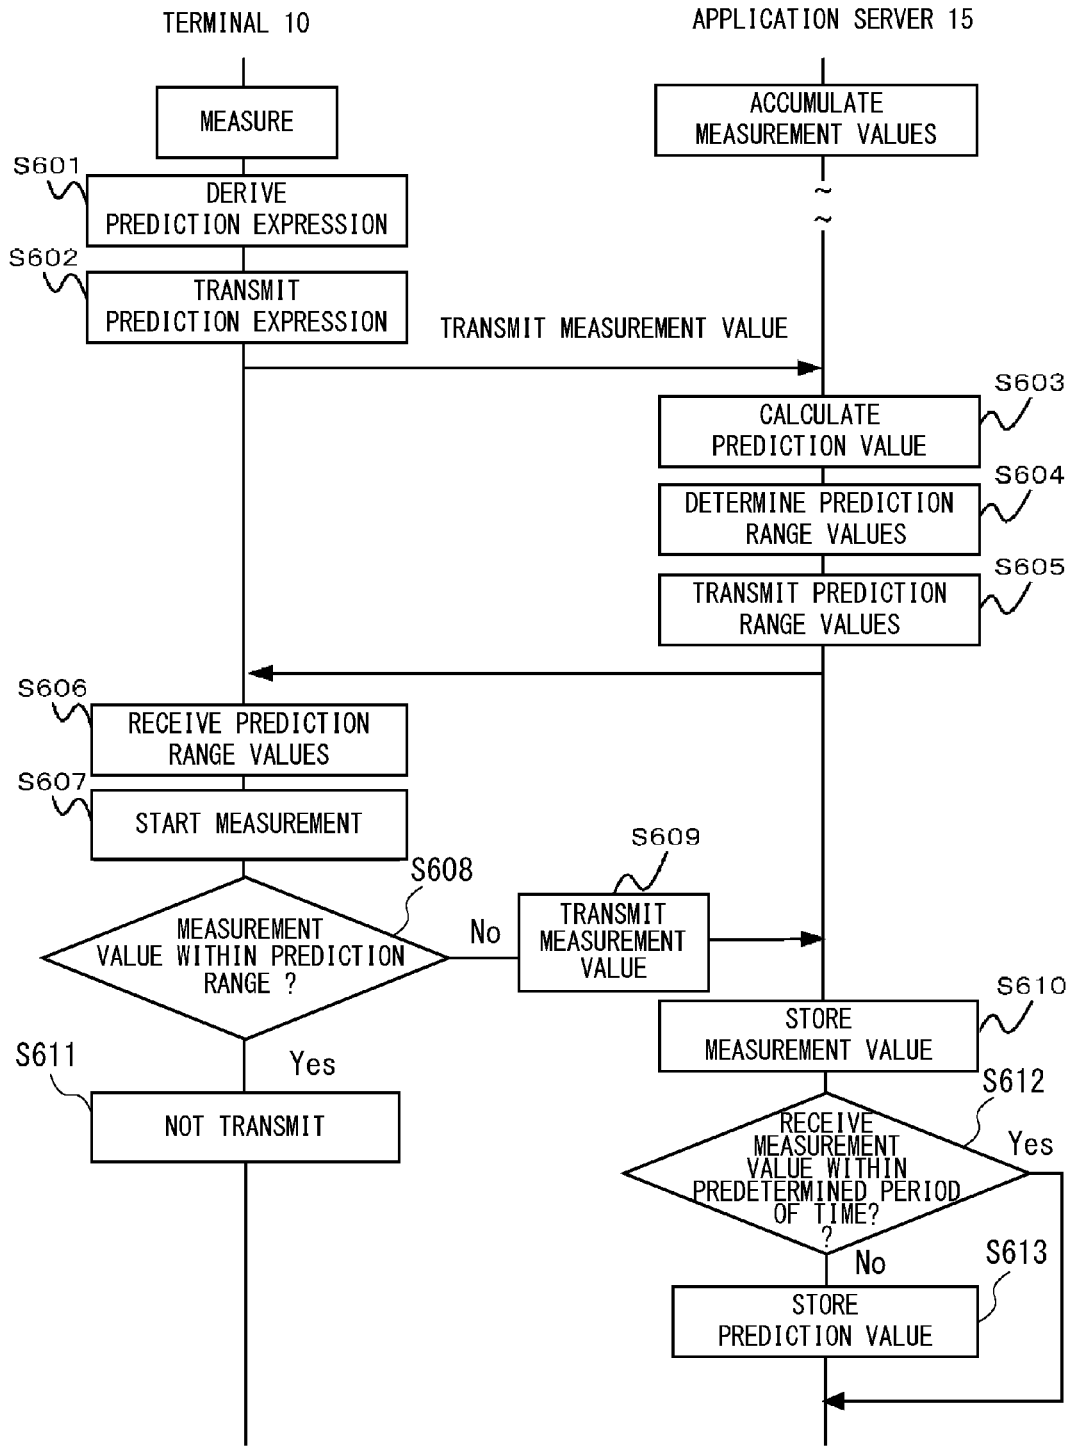 TERMINAL 10
APPLICATION SERVER 15
MEASURE
ACCUMULATE
MEASUREMENT VALUES
~
~
S601
DERIVE
PREDICTION EXPRESSION
S602
TRANSMIT
PREDICTION EXPRESSION
TRANSMIT MEASUREMENT VALUE
S603
CALCULATE
PREDICTION VALUE
S604
DETERMINE PREDICTION
RANGE VALUES
S605
TRANSMIT PREDICTION
RANGE VALUES
S606
RECEIVE PREDICTION
RANGE VALUES
S607
START MEASUREMENT
S608
MEASUREMENT
VALUE WITHIN PREDICTION
RANGE ?
No
S609
TRANSMIT
MEASUREMENT
VALUE
S610
STORE
MEASUREMENT VALUE
Yes
S611
NOT TRANSMIT
S612
RECEIVE
MEASUREMENT
VALUE WITHIN
PREDETERMINED PERIOD
OF TIME?
?
Yes
No
S613
STORE
PREDICTION VALUE